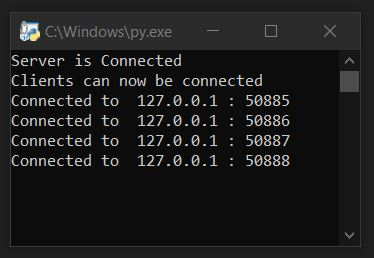 C:\Windows\py.exe
Server is Connected
Clients can now be connected
Connected to  127.0.0.1 : 50885
Connected to  127.0.0.1 : 50886
Connected to  127.0.0.1 : 50887
Connected to  127.0.0.1 : 50888